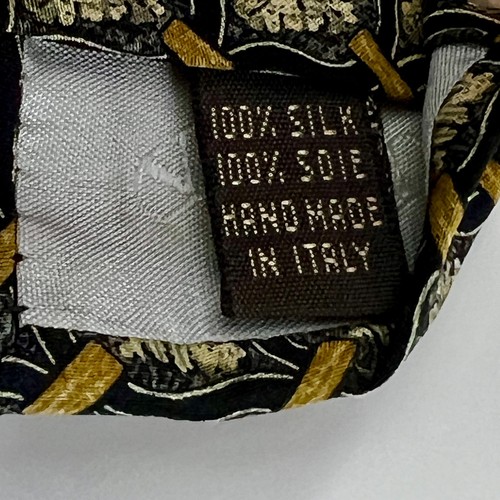 100% SILK
100% SOIE
HAND MADE
IN ITALY